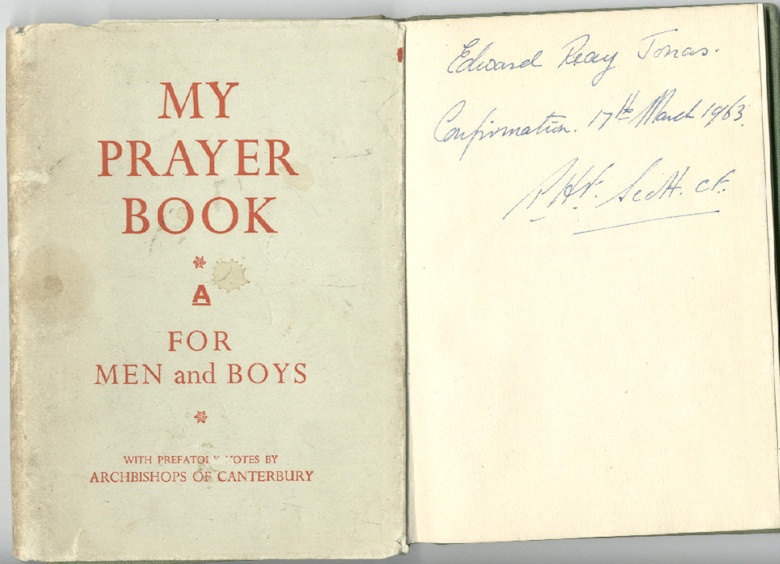 MY
PRAYER
BOOK
A
FOR
MEN and BOYS
WITH PREFATORY NOTES BY
ARCHBISHOPS OF CANTERBURY
Edward Reay Jonas.
Confirmation. 17th March 1963.
Scott. CF.